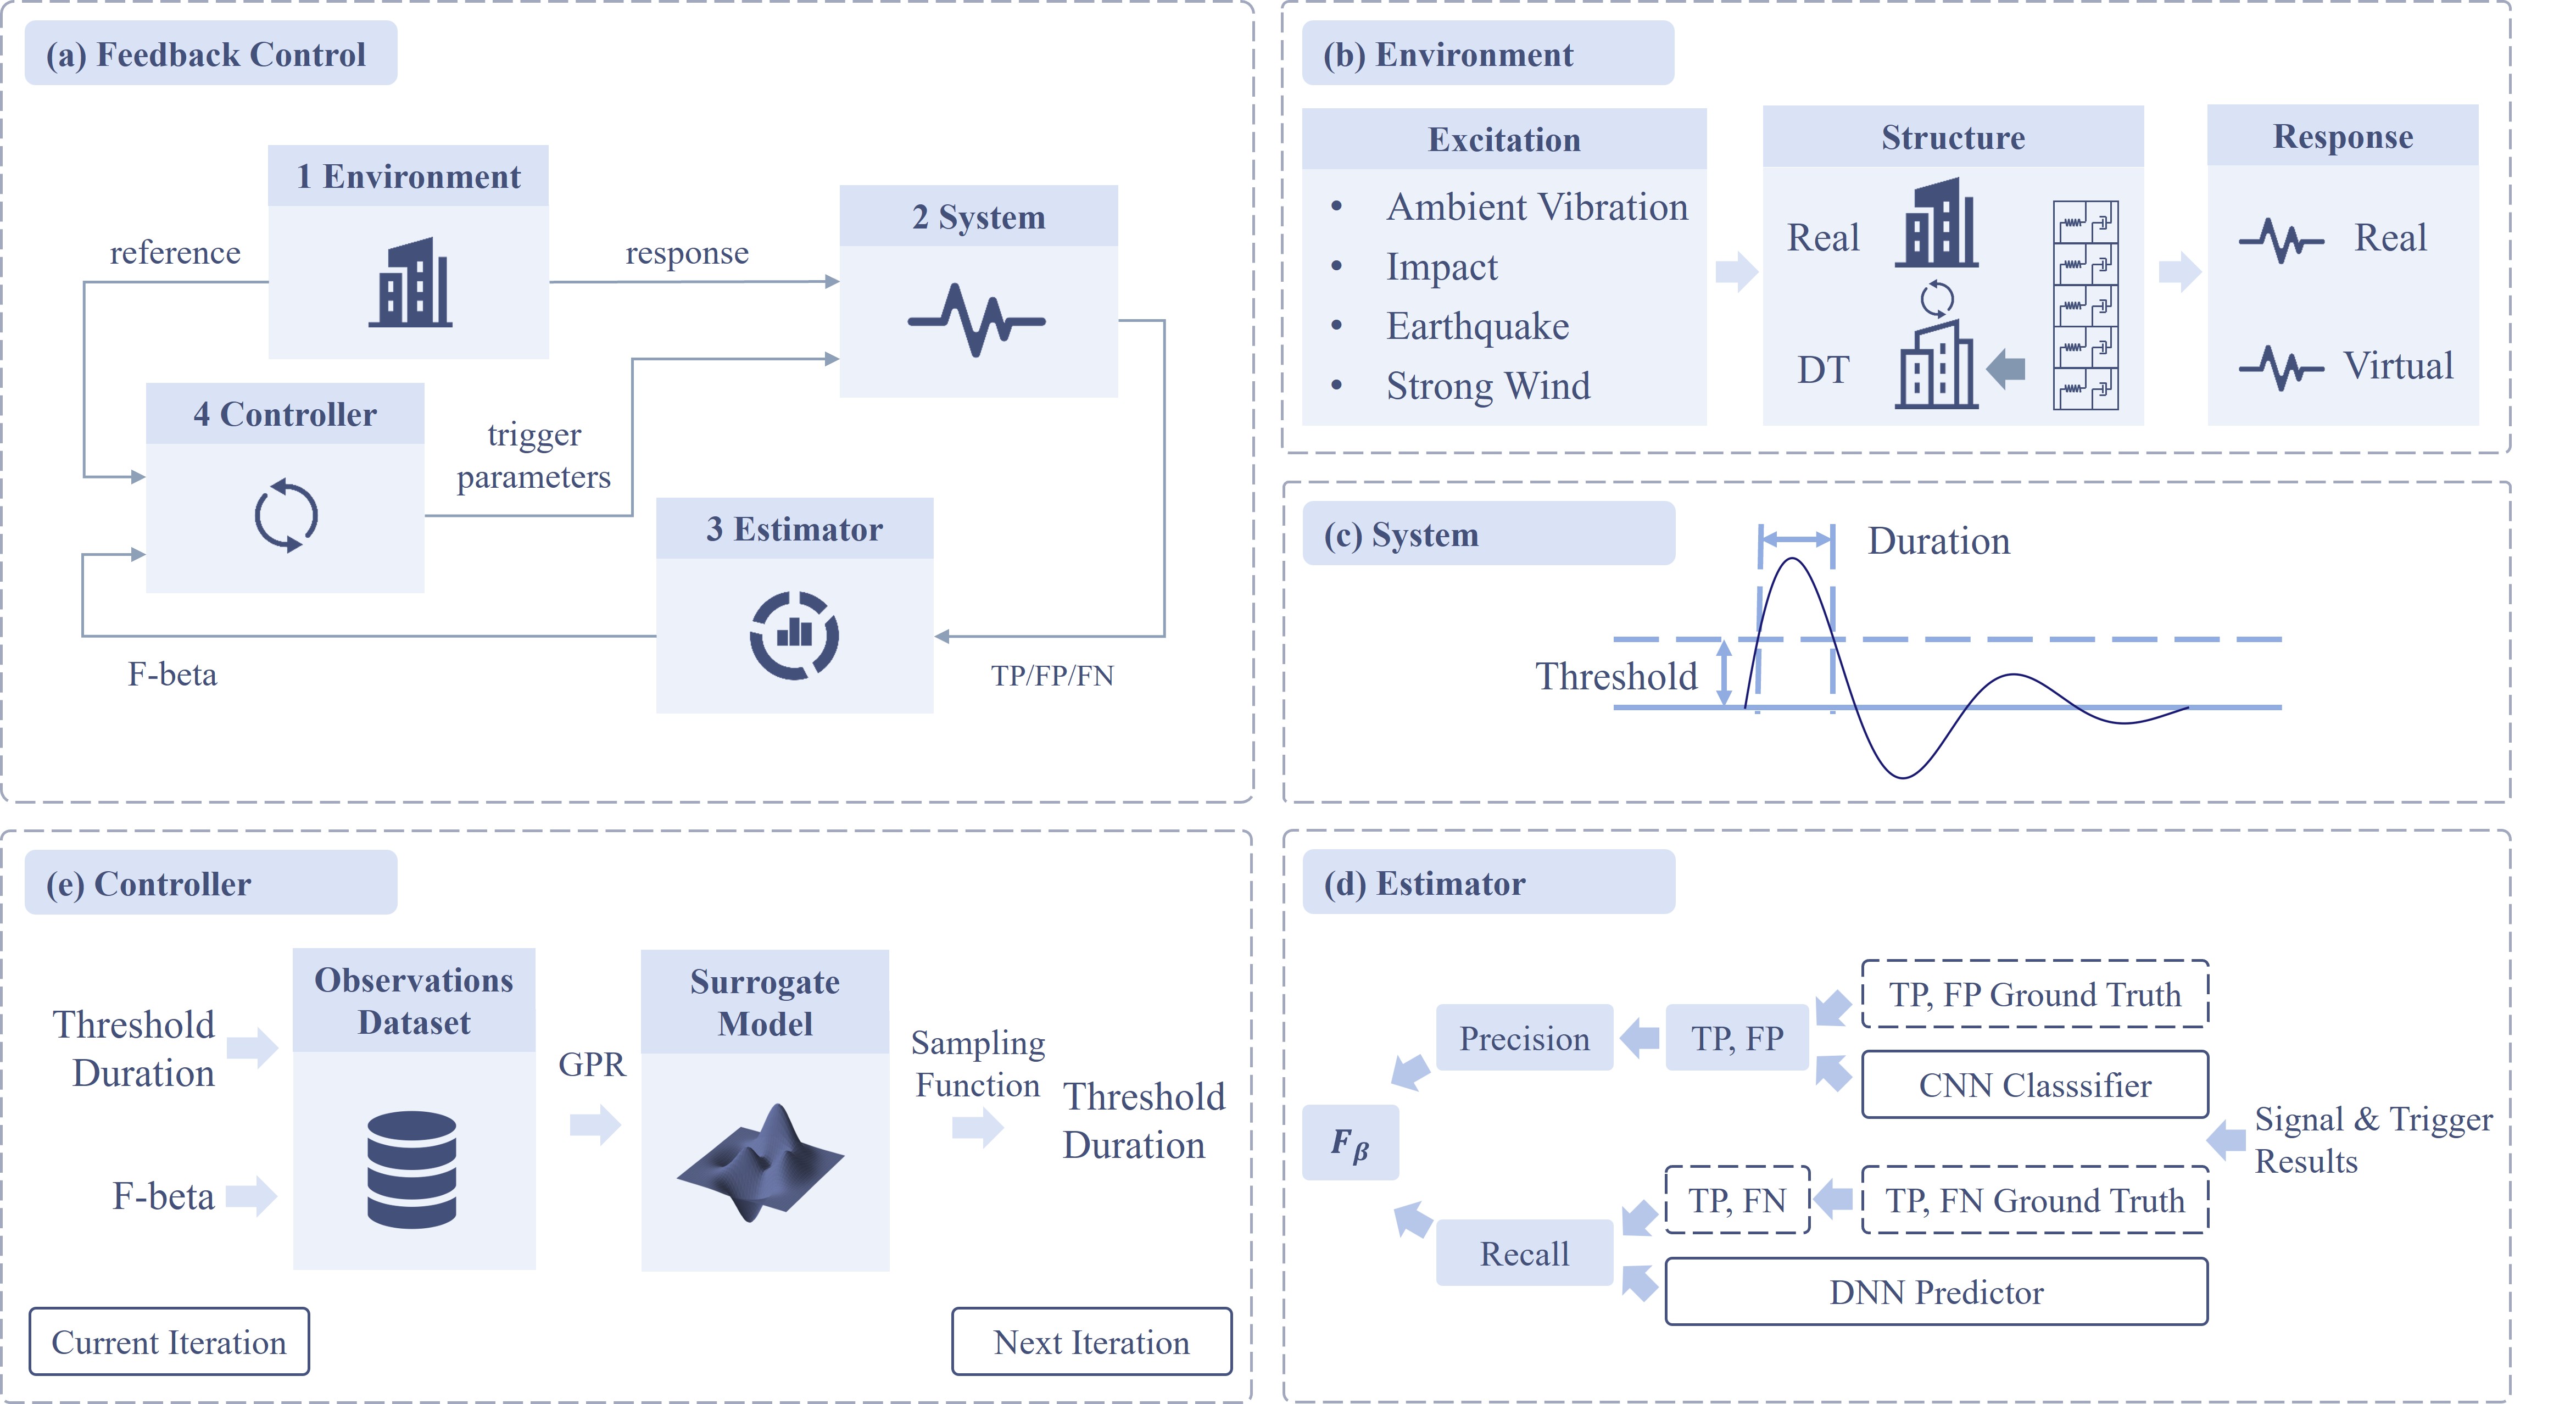 (a) Feedback Control
1 Environment
reference
response
2 System
4 Controller
trigger
parameters
3 Estimator
F-beta
TP/FP/FN
(b) Environment
Excitation
• Ambient Vibration
• Impact
• Earthquake
• Strong Wind
Structure
Real
DT
Response
Real
Virtual
(c) System
Duration
Threshold
(e) Controller
Threshold
Duration
F-beta
Observations
Dataset
GPR
Surrogate
Model
Sampling
Function
Threshold
Duration
Current Iteration
Next Iteration
(d) Estimator
TP, FP Ground Truth
Precision
TP, FP
CNN Classsifier
Fβ
Signal & Trigger
Results
TP, FN
TP, FN Ground Truth
Recall
DNN Predictor